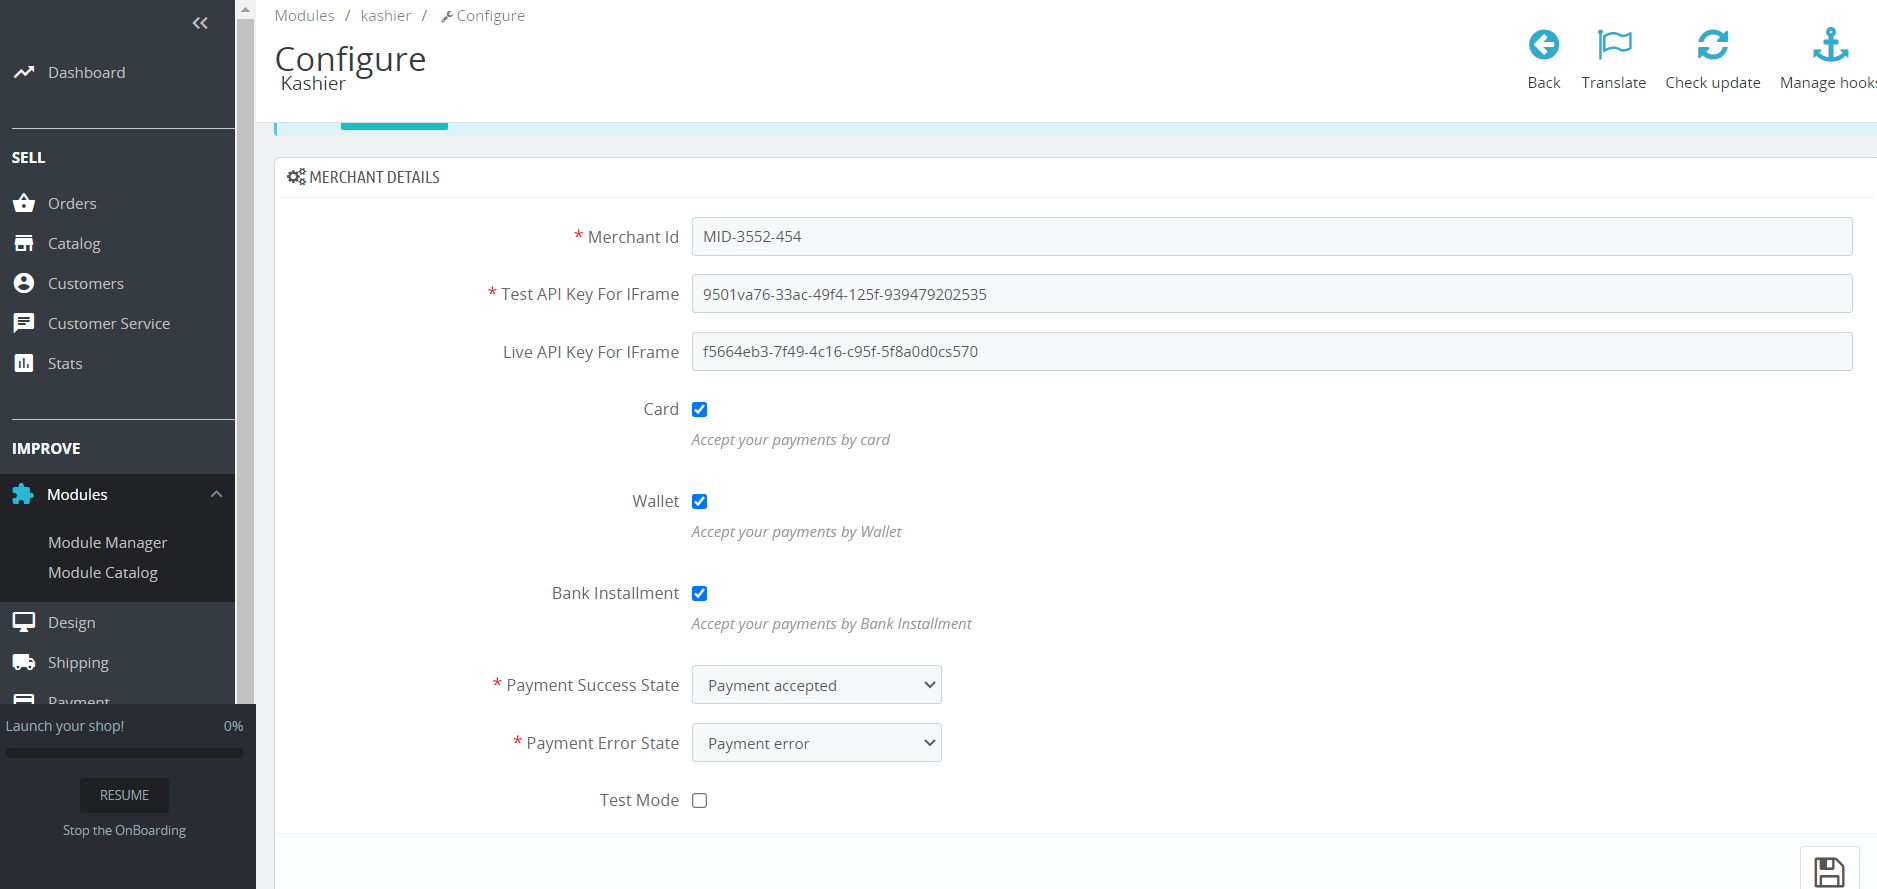 Modules / kashier / Configure
Configure
Kashier
Back
Translate
Check update
Manage hooks
Dashboard
SELL
Orders
Catalog
Customers
Customer Service
Stats
IMPROVE
Modules
Module Manager
Module Catalog
Design
Shipping
Payment
Launch your shop! 0%
RESUME
Stop the OnBoarding
MERCHANT DETAILS
* Merchant Id MID-3552-454
* Test API Key For IFrame 9501va76-33ac-49f4-125f-939479202535
Live API Key For IFrame f5664eb3-7f49-4c16-c95f-5f8a0d0cs570
Card
Accept your payments by card
Wallet
Accept your payments by Wallet
Bank Installment
Accept your payments by Bank Installment
* Payment Success State Payment accepted
* Payment Error State Payment error
Test Mode